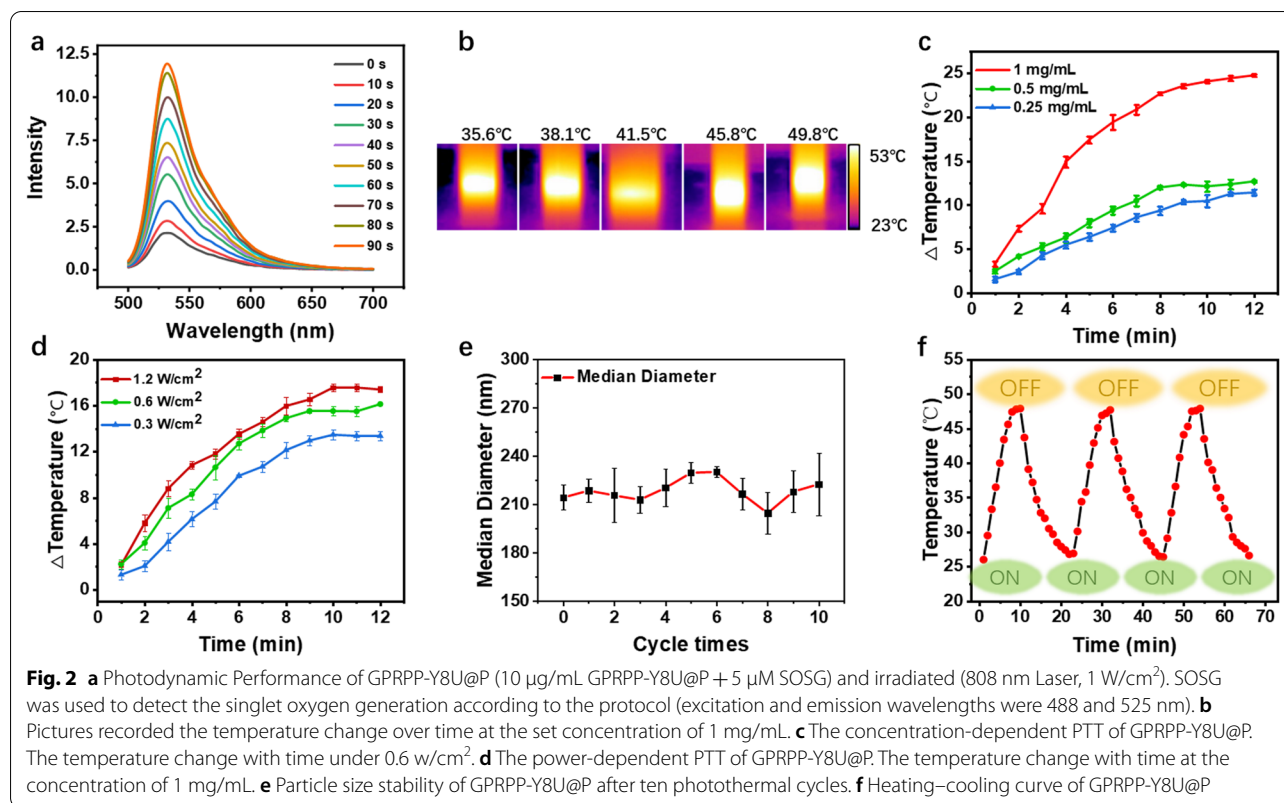 a
12.5
10.0
7.5
5.0
2.5
0.0
Intensity
500 550 600 650 700
Wavelength (nm)
0 s
10 s
20 s
30 s
40 s
50 s
60 s
70 s
80 s
90 s
b
35.6℃ 38.1℃ 41.5℃ 45.8℃ 49.8℃
53℃
23℃
c
25
20
15
10
5
0
△Temperature (℃)
0 2 4 6 8 10 12
Time (min)
1 mg/mL
0.5 mg/mL
0.25 mg/mL
d
20
16
12
8
4
0
△Temperature (℃)
0 2 4 6 8 10 12
Time (min)
1.2 W/cm²
0.6 W/cm²
0.3 W/cm²
e
300
270
240
210
180
150
Median Diameter (nm)
0 2 4 6 8 10
Cycle times
Median Diameter
f
55
50
45
40
35
30
25
20
Temperature (℃)
OFF OFF OFF
ON ON ON ON
0 10 20 30 40 50 60 70
Time (min)
Fig. 2 a Photodynamic Performance of GPRPP-Y8U@P (10 μg/mL GPRPP-Y8U@P + 5 μM SOSG) and irradiated (808 nm Laser, 1 W/cm²). SOSG
was used to detect the singlet oxygen generation according to the protocol (excitation and emission wavelengths were 488 and 525 nm). b
Pictures recorded the temperature change over time at the set concentration of 1 mg/mL. c The concentration-dependent PTT of GPRPP-Y8U@P.
The temperature change with time under 0.6 w/cm². d The power-dependent PTT of GPRPP-Y8U@P. The temperature change with time at the
concentration of 1 mg/mL. e Particle size stability of GPRPP-Y8U@P after ten photothermal cycles. f Heating–cooling curve of GPRPP-Y8U@P